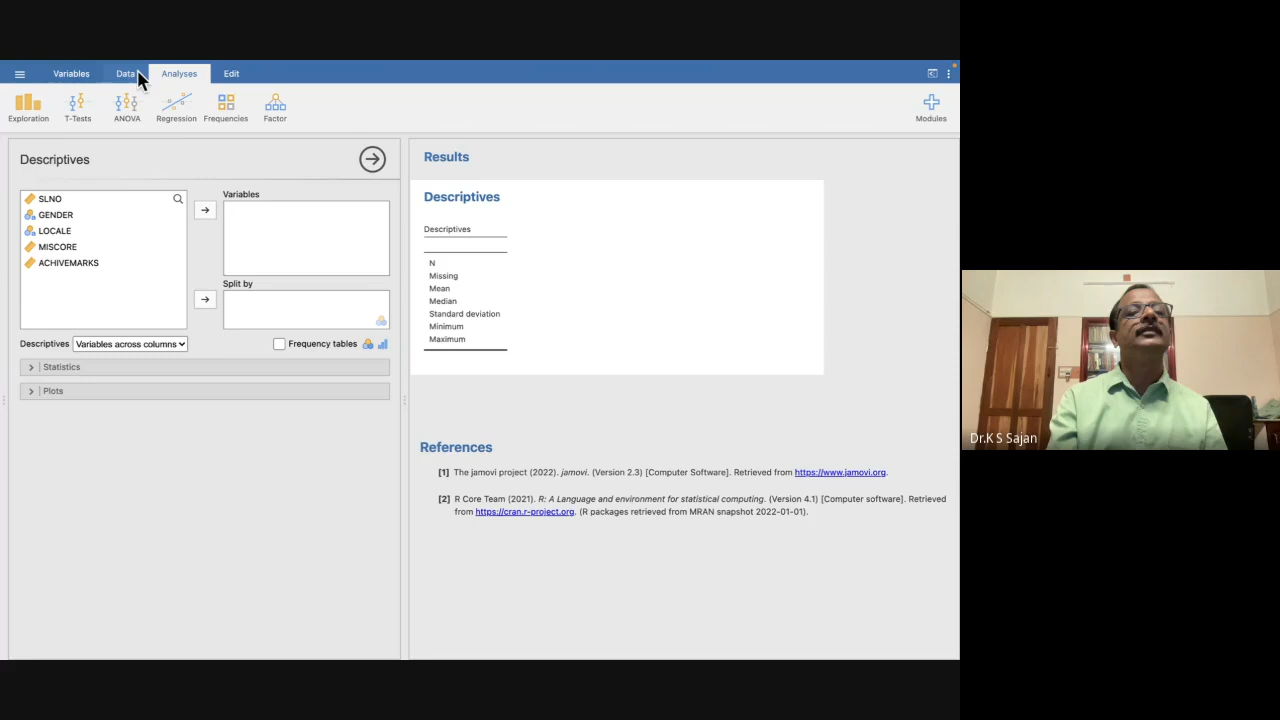 Variables
Data
Analyses
Edit
Exploration
T-Tests
ANOVA
Regression
Frequencies
Factor
Modules
Descriptives
SLNO
GENDER
LOCALE
MISCORE
ACHIVEMARKS
Variables
Split by
Descriptives
Variables across columns
Frequency tables
Statistics
Plots
Results
Descriptives
Descriptives
N
Missing
Mean
Median
Standard deviation
Minimum
Maximum
References
[1] The jamovi project (2022). jamovi. (Version 2.3) [Computer Software]. Retrieved from https://www.jamovi.org.
[2] R Core Team (2021). R: A Language and environment for statistical computing. (Version 4.1) [Computer software]. Retrieved
from https://cran.r-project.org. (R packages retrieved from MRAN snapshot 2022-01-01).
Dr.K S Sajan